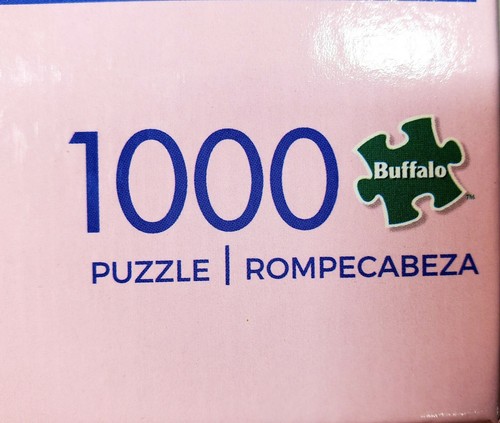 1000
Buffalo
TM
PUZZLE | ROMPECABEZA